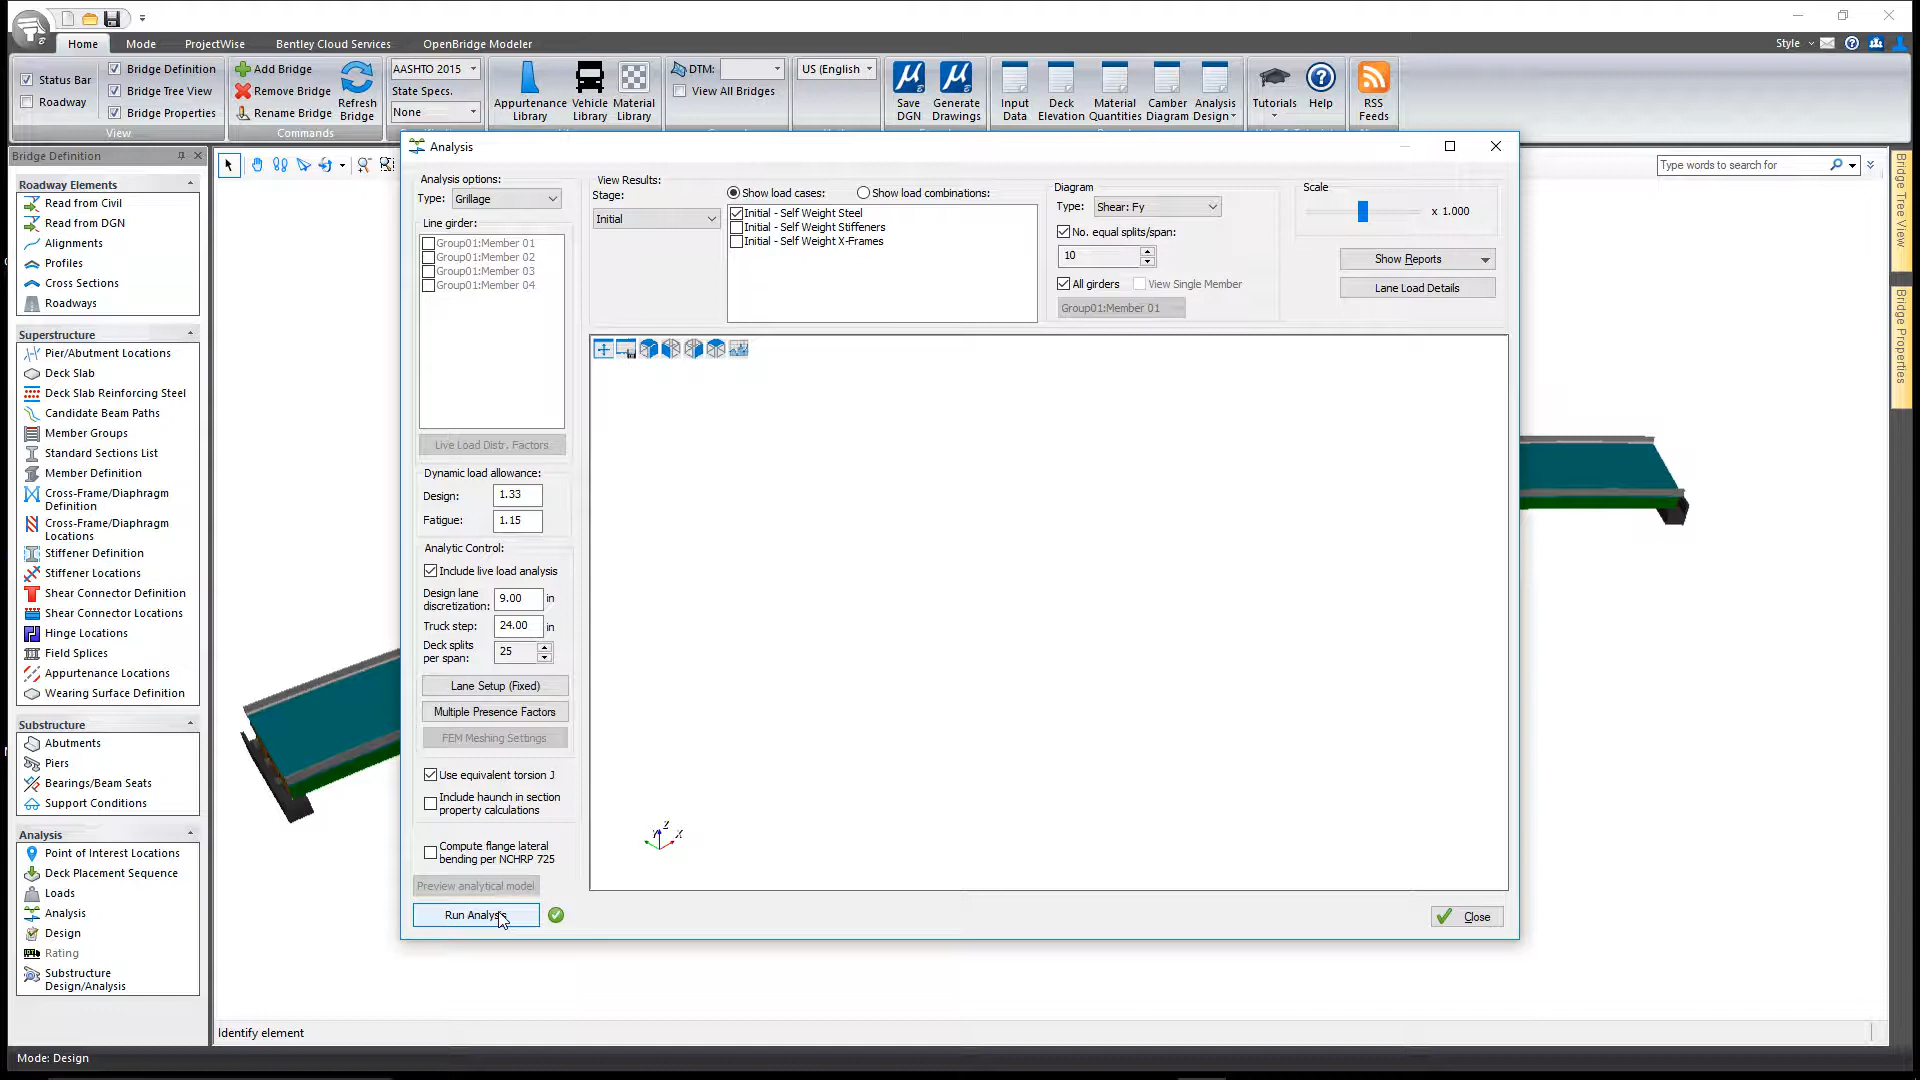 Home
Mode
ProjectWise
Bentley Cloud Services
OpenBridge Modeler
Style
Status Bar
Roadway
Bridge Definition
Bridge Tree View
Bridge Properties
View
Add Bridge
Remove Bridge
Rename Bridge
Refresh
Bridge
Commands
AASHTO 2015
State Specs.
None
Appurtenance
Library
Vehicle
Library
Material
Library
DTM:
View All Bridges
US (English
Save
DGN
Generate
Drawings
Input
Data
Deck
Elevation
Material
Quantities
Camber
Diagram
Analysis
Design
Tutorials
Help
RSS
Feeds
Bridge Definition
Roadway Elements
Read from Civil
Read from DGN
Alignments
Profiles
Cross Sections
Roadways
Superstructure
Pier/Abutment Locations
Deck Slab
Deck Slab Reinforcing Steel
Candidate Beam Paths
Member Groups
Standard Sections List
Member Definition
Cross-Frame/Diaphragm
Definition
Cross-Frame/Diaphragm
Locations
Stiffener Definition
Stiffener Locations
Shear Connector Definition
Shear Connector Locations
Hinge Locations
Field Splices
Appurtenance Locations
Wearing Surface Definition
Substructure
Abutments
Piers
Bearings/Beam Seats
Support Conditions
Analysis
Point of Interest Locations
Deck Placement Sequence
Loads
Analysis
Design
Rating
Substructure
Design/Analysis
Type words to search for
Bridge Tree View
Bridge Properties
Analysis
Analysis options:
Type:
Grillage
Line girder:
Group01:Member 01
Group01:Member 02
Group01:Member 03
Group01:Member 04
Live Load Distr. Factors
Dynamic load allowance:
Design:
1.33
Fatigue:
1.15
Analytic Control:
Include live load analysis
Design lane
discretization:
9.00
in
Truck step:
24.00
in
Deck splits
per span:
25
Lane Setup (Fixed)
Multiple Presence Factors
FEM Meshing Settings
Use equivalent torsion J
Include haunch in section
property calculations
Compute flange lateral
bending per NCHRP 725
Preview analytical model
Run Analysis
View Results:
Stage:
Initial
Show load cases:
Show load combinations:
Initial - Self Weight Steel
Initial - Self Weight Stiffeners
Initial - Self Weight X-Frames
Diagram
Type:
Shear: Fy
No. equal splits/span:
10
All girders
View Single Member
Group01:Member 01
Scale
x 1.000
Show Reports
Lane Load Details
Z
Y
X
Close
Identify element
Mode: Design